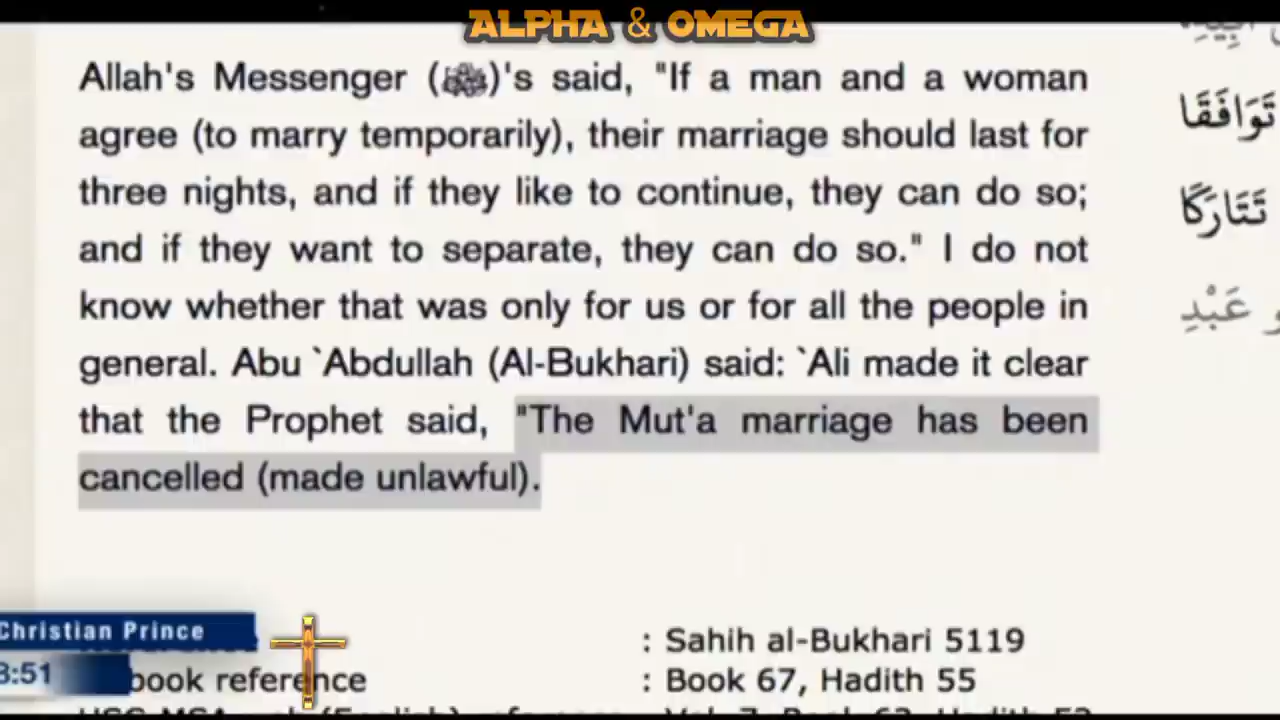 ALPHA & OMEGA
Allah's Messenger (ﷺ)'s said, "If a man and a woman
agree (to marry temporarily), their marriage should last for
three nights, and if they like to continue, they can do so;
and if they want to separate, they can do so." I do not
know whether that was only for us or for all the people in
general. Abu `Abdullah (Al-Bukhari) said: `Ali made it clear
that the Prophet said, "The Mut'a marriage has been
cancelled (made unlawful).
تَوَافَقَا
تَتَارَكَا
عَبْدِ
Christian Prince
: Sahih al-Bukhari 5119
3:51
book reference : Book 67, Hadith 55